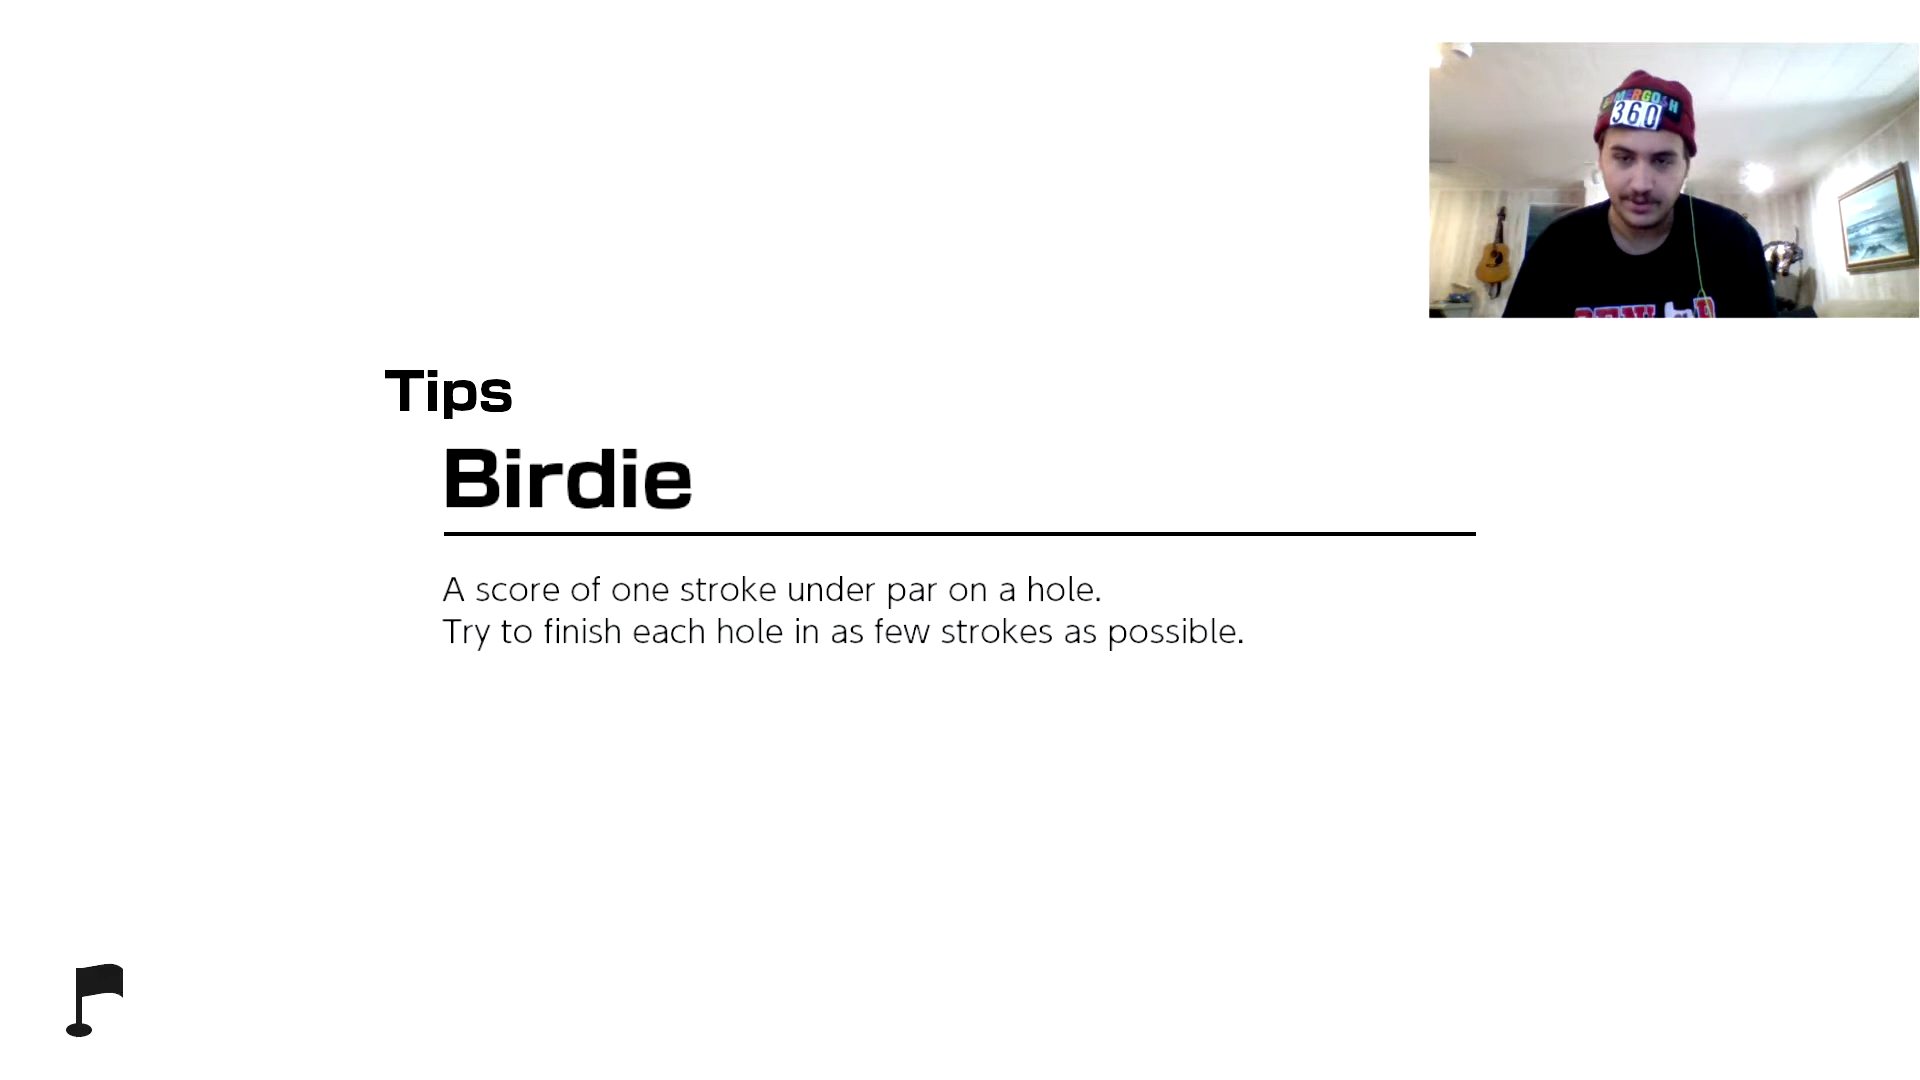 GAMERGOSH
360
Tips
Birdie
A score of one stroke under par on a hole.
Try to finish each hole in as few strokes as possible.